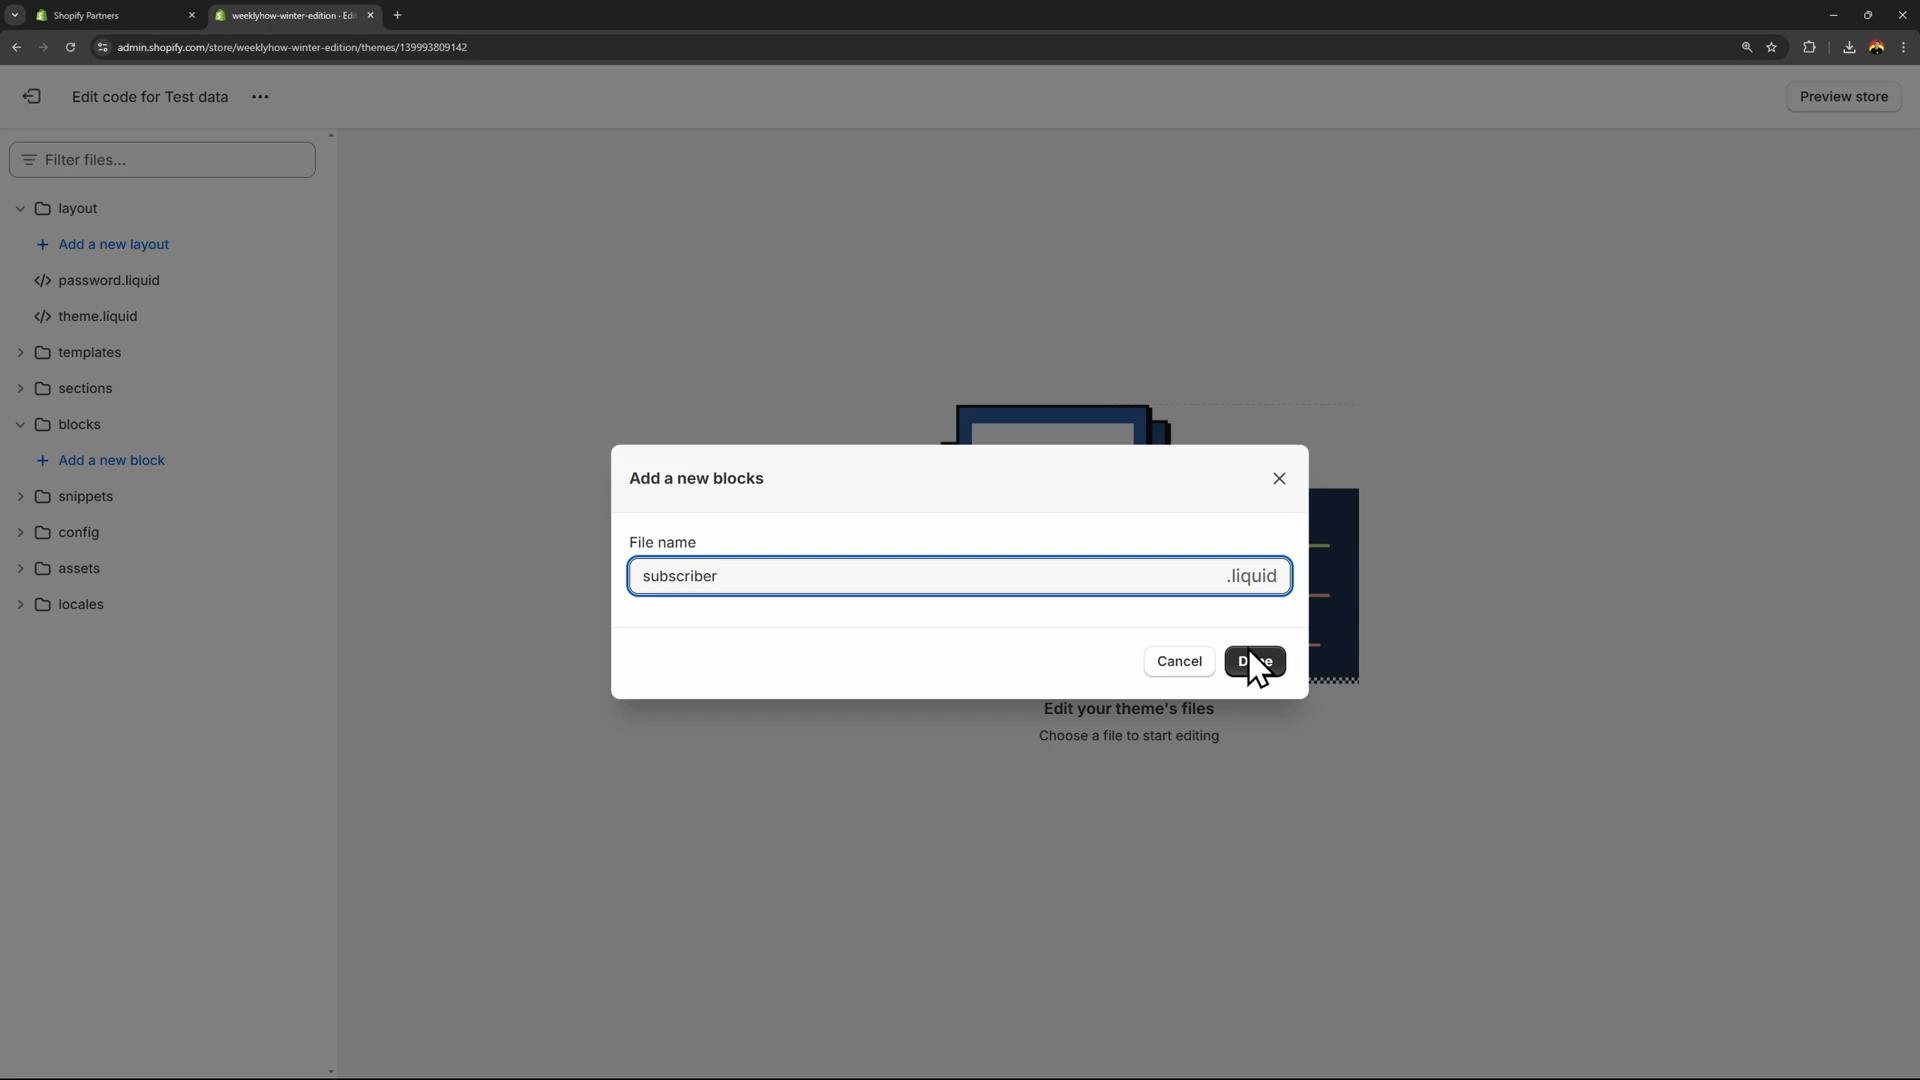 Shopify Partners
weeklyhow-winter-edition · Edi
admin.shopify.com/store/weeklyhow-winter-edition/themes/139993809142
Edit code for Test data
Preview store
Filter files...
layout
Add a new layout
password.liquid
theme.liquid
templates
sections
blocks
Add a new block
snippets
config
assets
locales
Add a new blocks
File name
subscriber .liquid
Cancel
Edit your theme's files
Choose a file to start editing